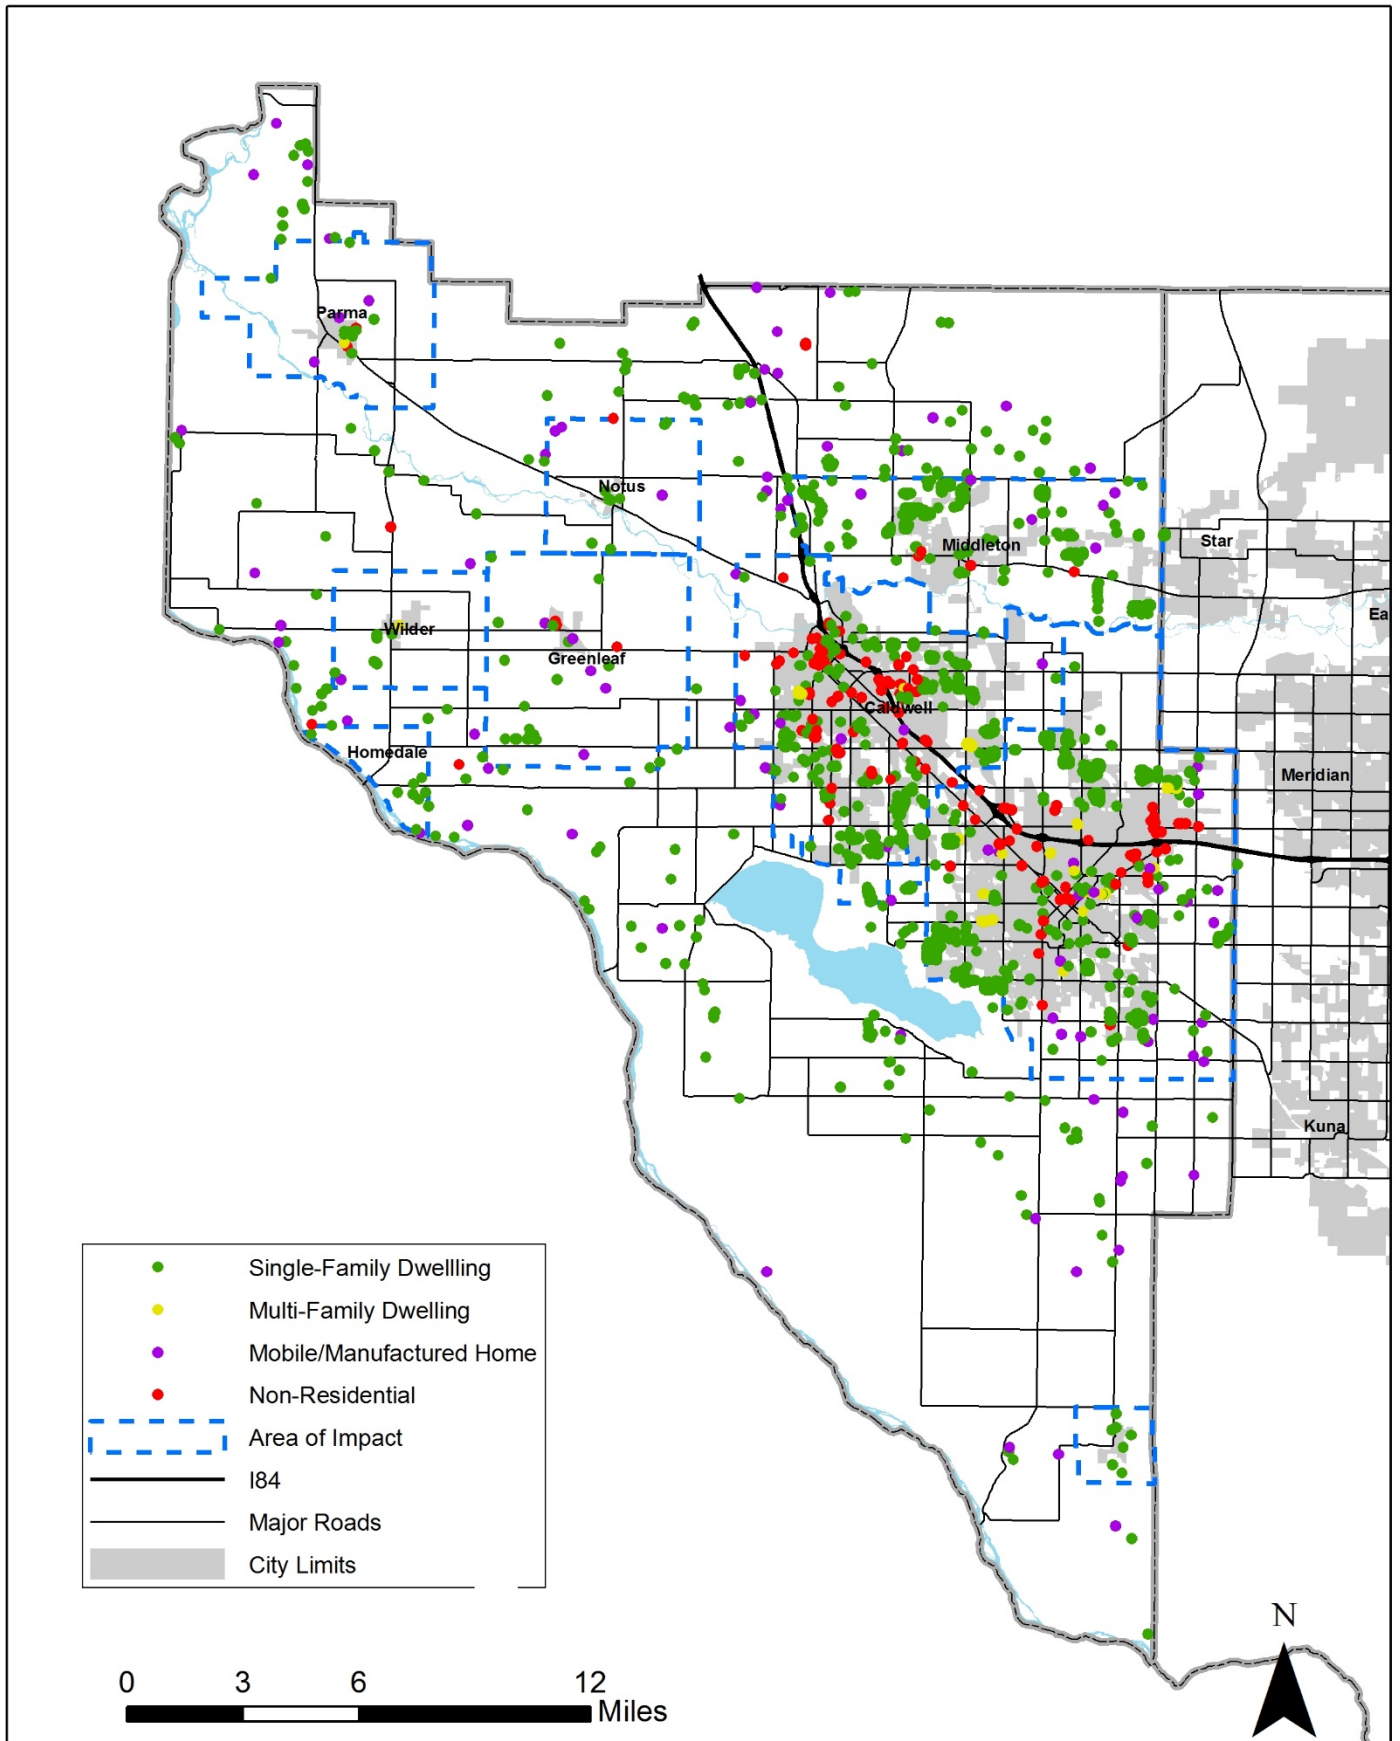 Parma
Notus
Middleton
Star
Ea
Wilder
Greenleaf
Caldwell
Homedale
Meridian
Kuna
Single-Family Dwellling
Multi-Family Dwelling
Mobile/Manufactured Home
Non-Residential
Area of Impact
I84
Major Roads
City Limits
N
0 3 6 12
Miles